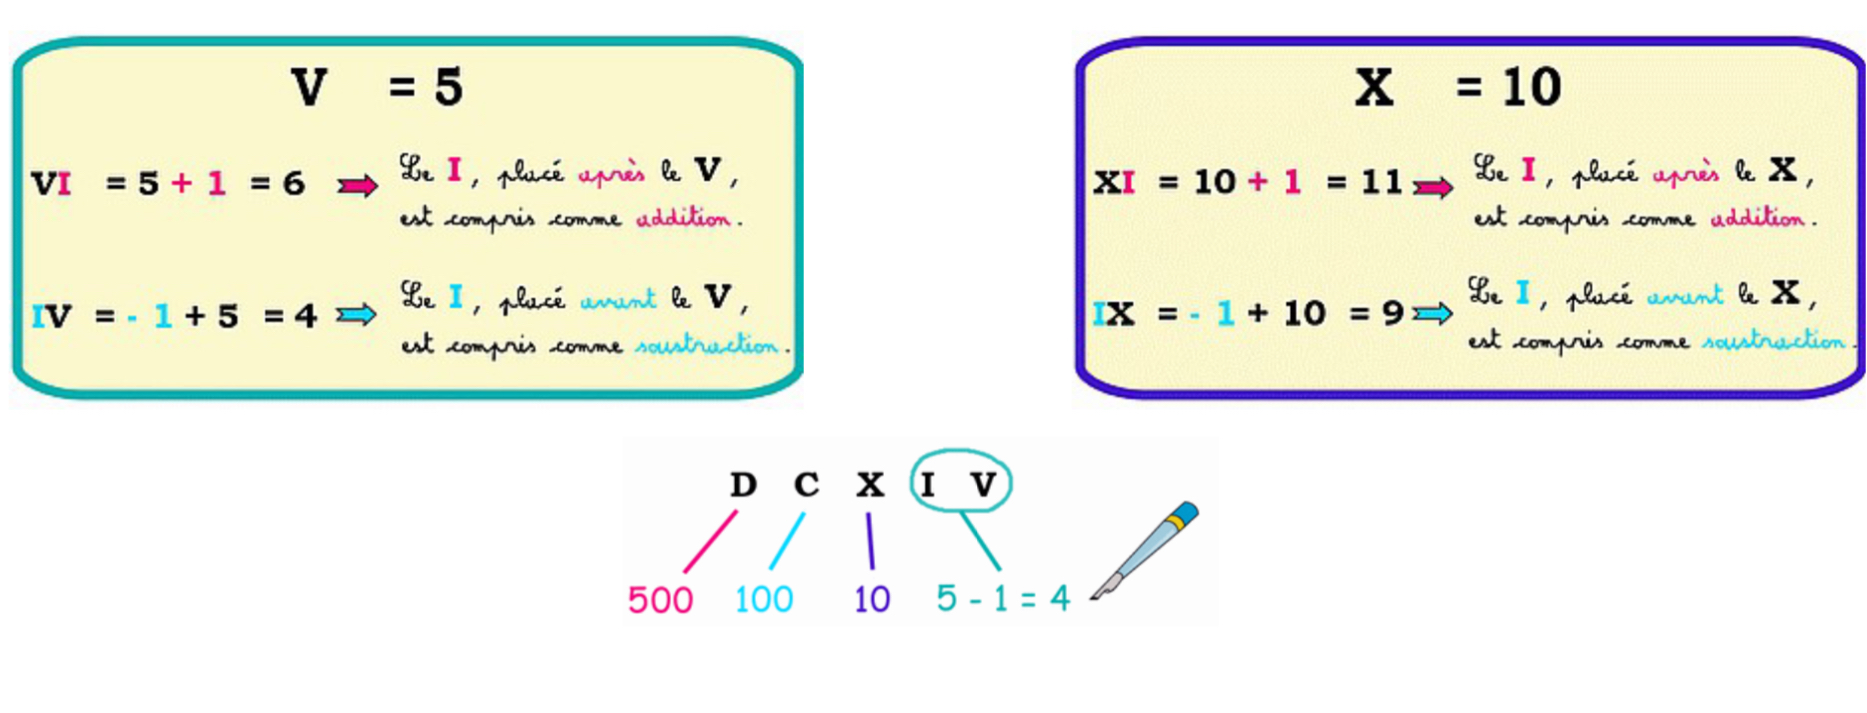 V = 5
VI = 5 + 1 = 6
Le I, placé après le V,
est compris comme addition.
IV = - 1 + 5 = 4
Le I, placé avant le V,
est compris comme soustraction.
X = 10
XI = 10 + 1 = 11
Le I, placé après le X,
est compris comme addition.
IX = - 1 + 10 = 9
Le I, placé avant le X,
est compris comme soustraction.
D C X I V
500 100 10 5 - 1 = 4